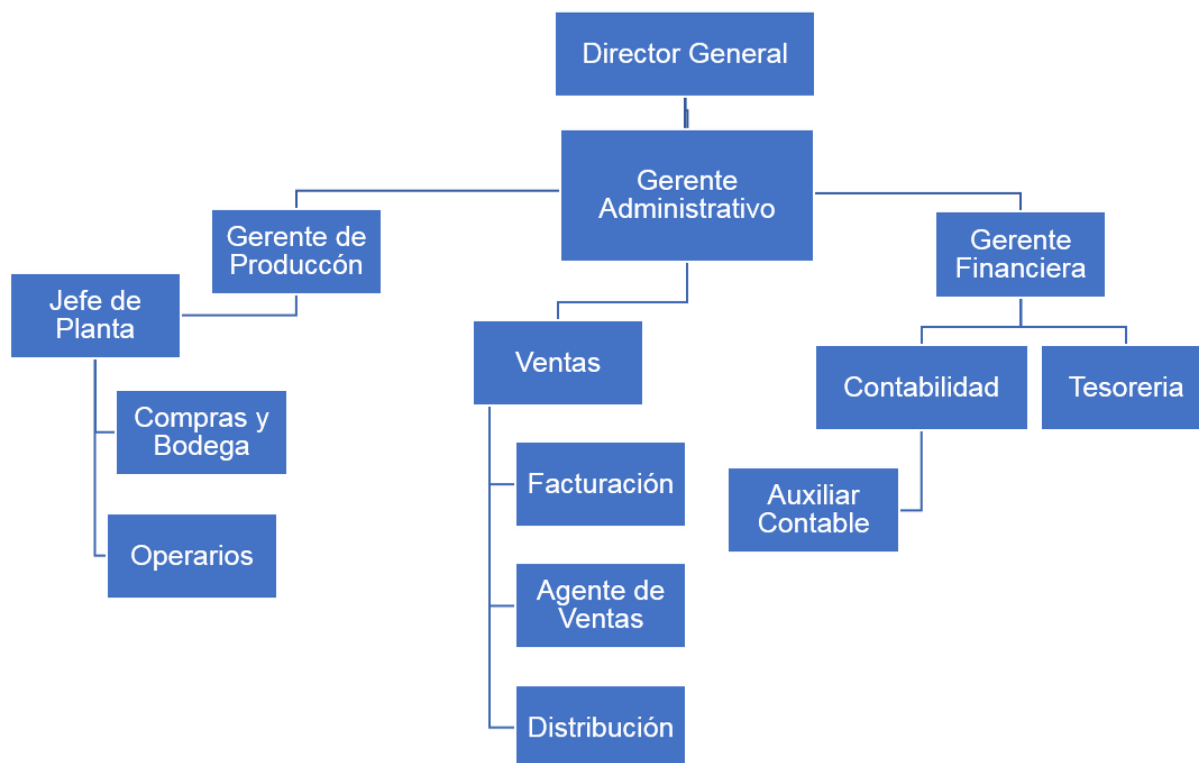 Director General
Gerente
Administrativo
Gerente de
Produccón
Gerente
Financiera
Jefe de
Planta
Ventas
Contabilidad
Tesoreria
Compras y
Bodega
Facturación
Auxiliar
Contable
Operarios
Agente de
Ventas
Distribución